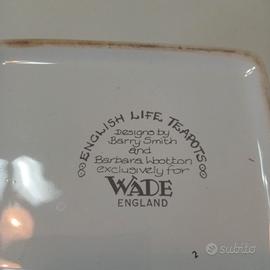 ENGLISH LIFE TEAPOTS
Designs by
Barry Smith
and
Barbara Wootton
exclusively for
WADE
ENGLAND
2
subito